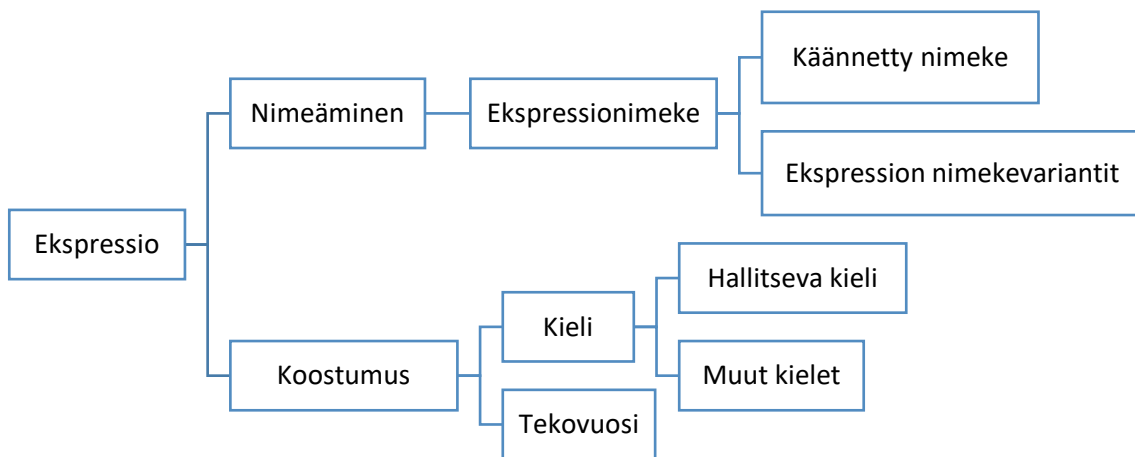 Ekspressio
Nimeäminen
Ekspressionimeke
Käännetty nimeke
Ekspression nimekevariantit
Koostumus
Kieli
Hallitseva kieli
Muut kielet
Tekovuosi